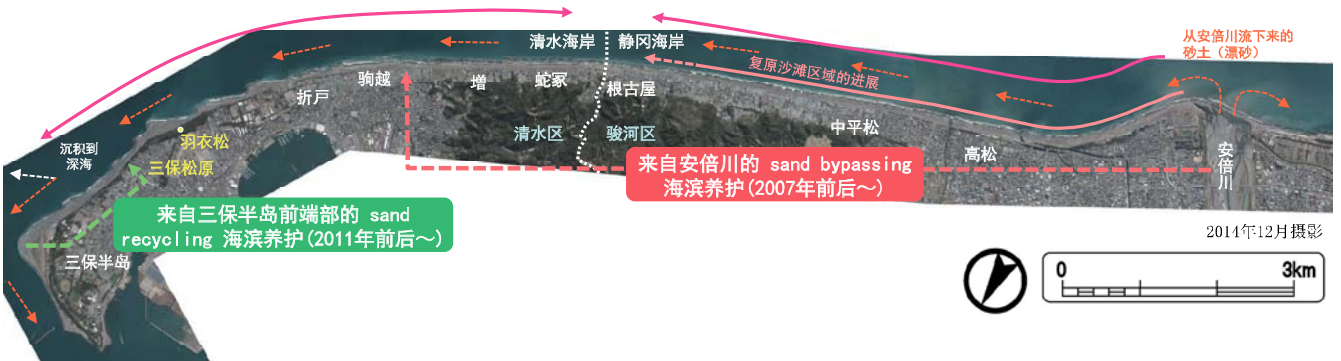 清水海岸
静冈海岸
从安倍川流下来的
砂土（漂砂）
复原沙滩区域的进展
驹越
折戸
増
蛇冢
根古屋
羽衣松
三保松原
沉积到
深海
清水区
骏河区
中平松
高松
安倍川
来自安倍川的 sand bypassing
海滨养护(2007年前后～)
来自三保半岛前端部的 sand
recycling 海滨养护(2011年前后～)
三保半岛
2014年12月摄影
0
3km